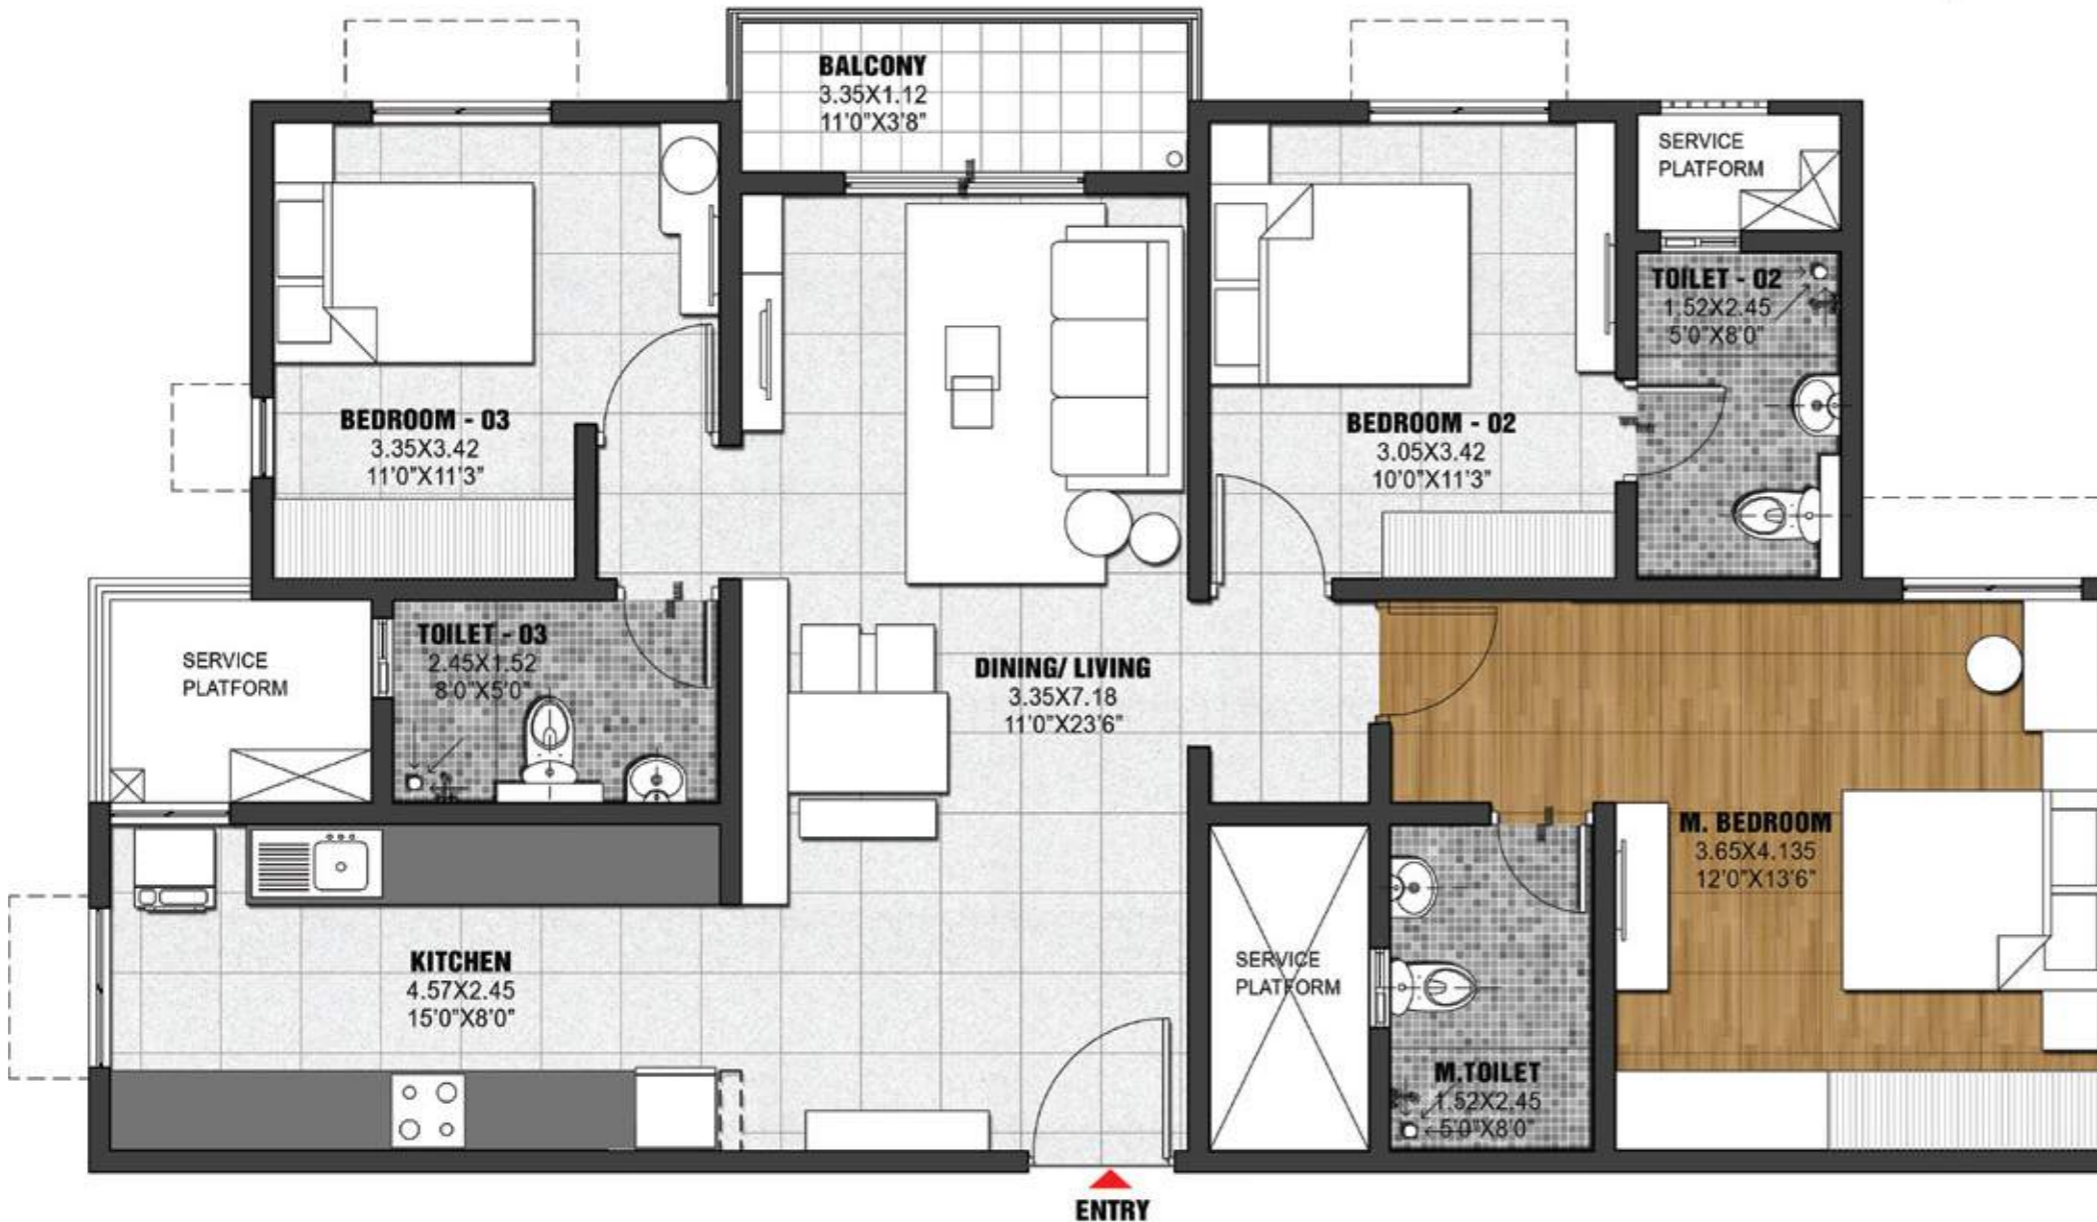 BALCONY
3.35X1.12
11'0"X3'8"
SERVICE
PLATFORM
TOILET - 02
1.52X2.45
5'0"X8'0"
BEDROOM - 03
3.35X3.42
11'0"X11'3"
BEDROOM - 02
3.05X3.42
10'0"X11'3"
SERVICE
PLATFORM
TOILET - 03
2.45X1.52
8'0"X5'0"
DINING/ LIVING
3.35X7.18
11'0"X23'6"
M. BEDROOM
3.65X4.135
12'0"X13'6"
KITCHEN
4.57X2.45
15'0"X8'0"
SERVICE
PLATFORM
M.TOILET
1.52X2.45
5'0"X8'0"
ENTRY